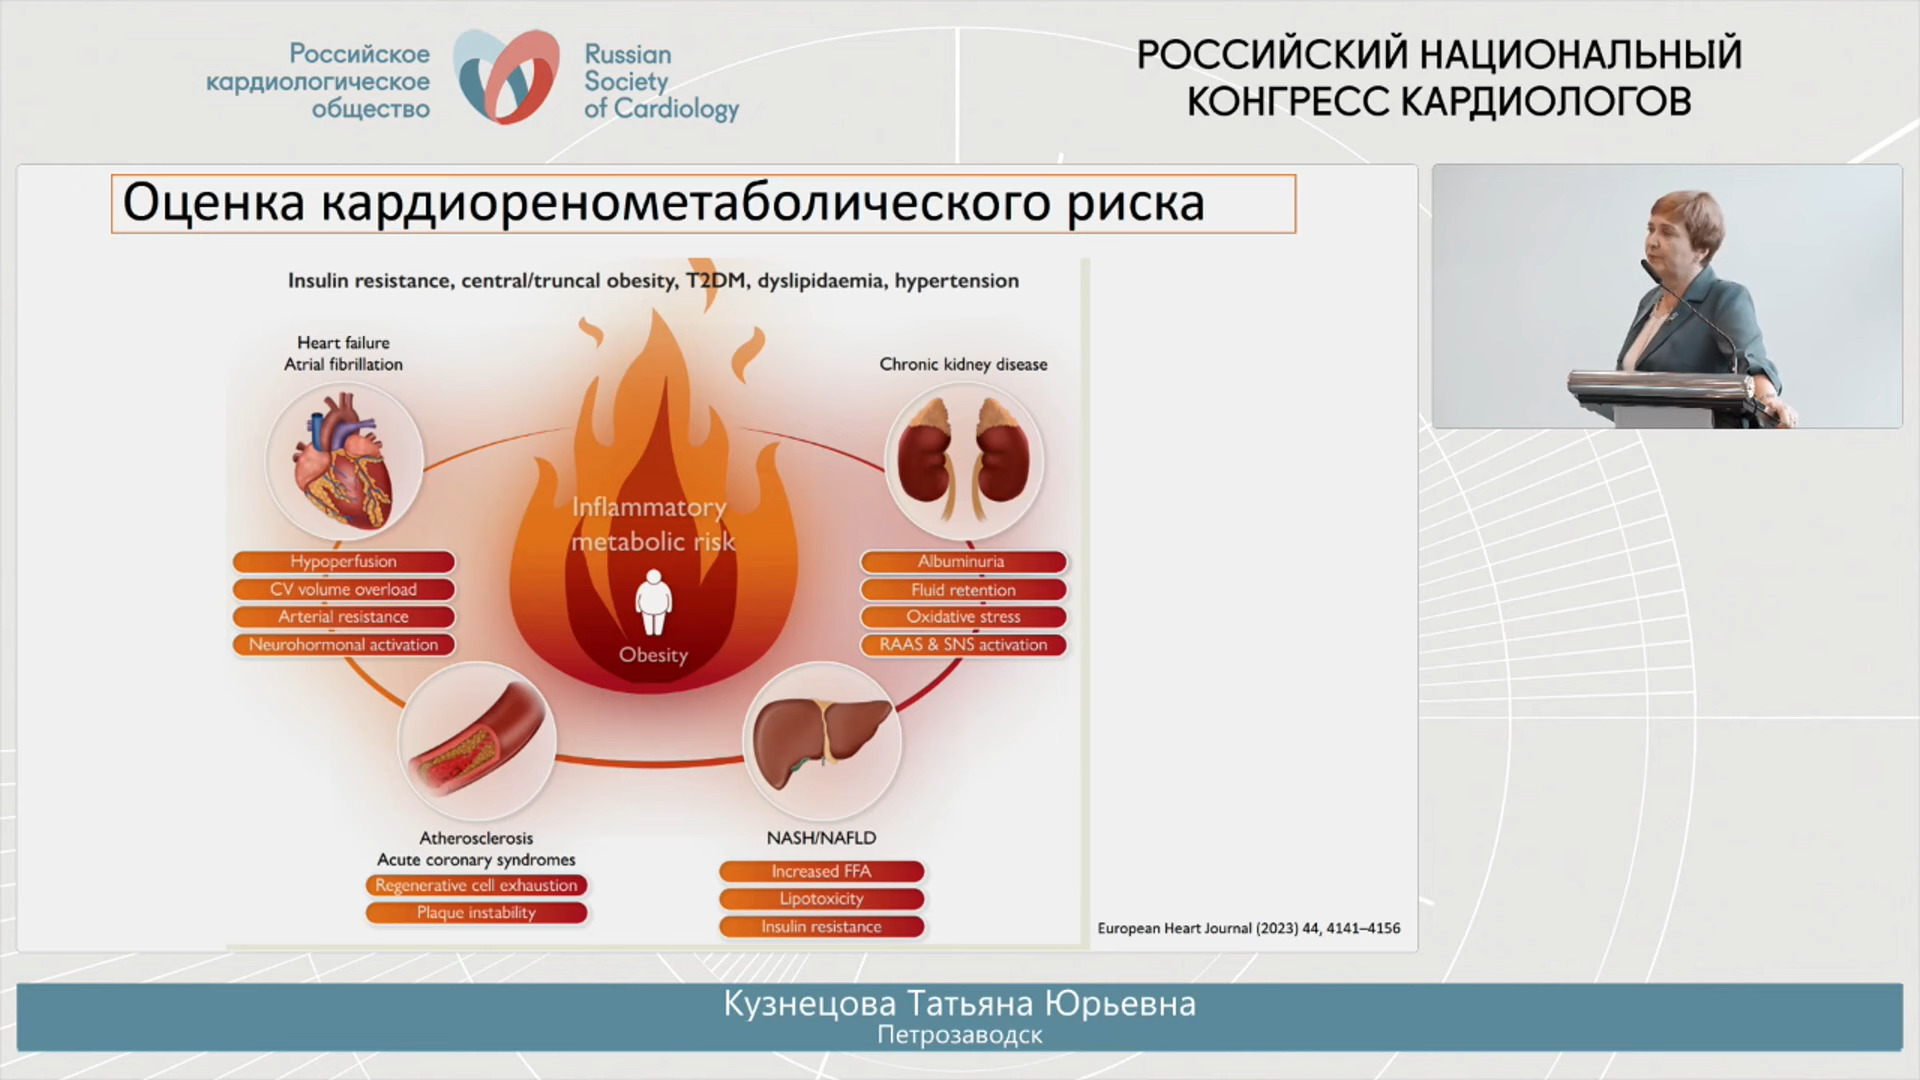 Российское
кардиологическое
общество
Russian
Society
of Cardiology
РОССИЙСКИЙ НАЦИОНАЛЬНЫЙ
КОНГРЕСС КАРДИОЛОГОВ
Оценка кардиоренометаболического риска
Insulin resistance, central/truncal obesity, T2DM, dyslipidaemia, hypertension
Heart failure
Atrial fibrillation
Chronic kidney disease
Inflammatory
metabolic risk
Obesity
Hypoperfusion
CV volume overload
Arterial resistance
Neurohormonal activation
Albuminuria
Fluid retention
Oxidative stress
RAAS & SNS activation
Atherosclerosis
Acute coronary syndromes
Regenerative cell exhaustion
Plaque instability
NASH/NAFLD
Increased FFA
Lipotoxicity
Insulin resistance
European Heart Journal (2023) 44, 4141–4156
Кузнецова Татьяна Юрьевна
Петрозаводск